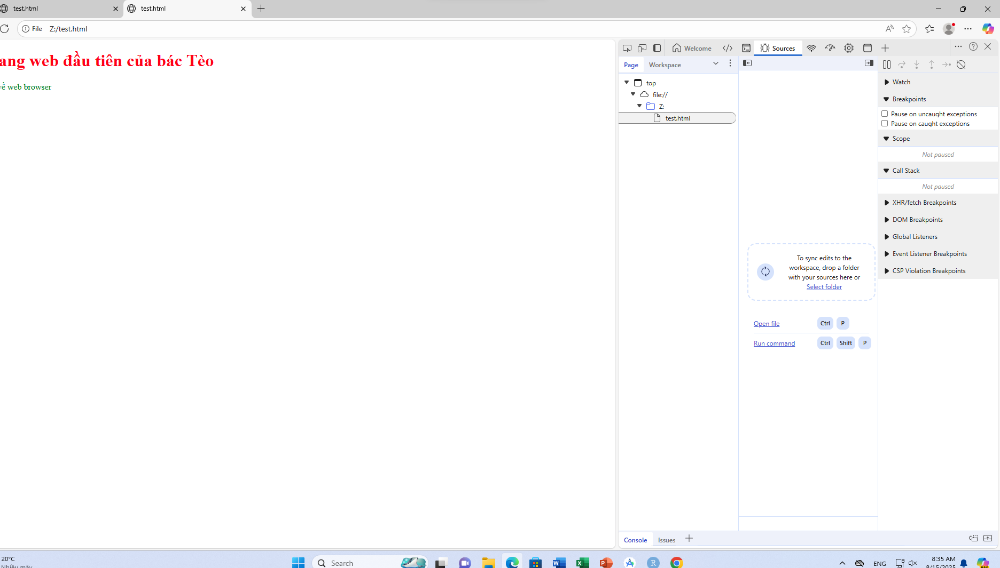 test.html
test.html
File Z:/test.html
ang web đầu tiên của bác Tèo
về web browser
Welcome
Sources
Page
Workspace
top
file://
Z:
test.html
To sync edits to the
workspace, drop a folder
with your sources here or
Select folder
Open file Ctrl P
Run command Ctrl Shift P
Watch
Breakpoints
Pause on uncaught exceptions
Pause on caught exceptions
Scope
Not paused
Call Stack
Not paused
XHR/fetch Breakpoints
DOM Breakpoints
Global Listeners
Event Listener Breakpoints
CSP Violation Breakpoints
Console
Issues
20°C
Nhiều mây
Search
ENG
8:35 AM
8/15/2025